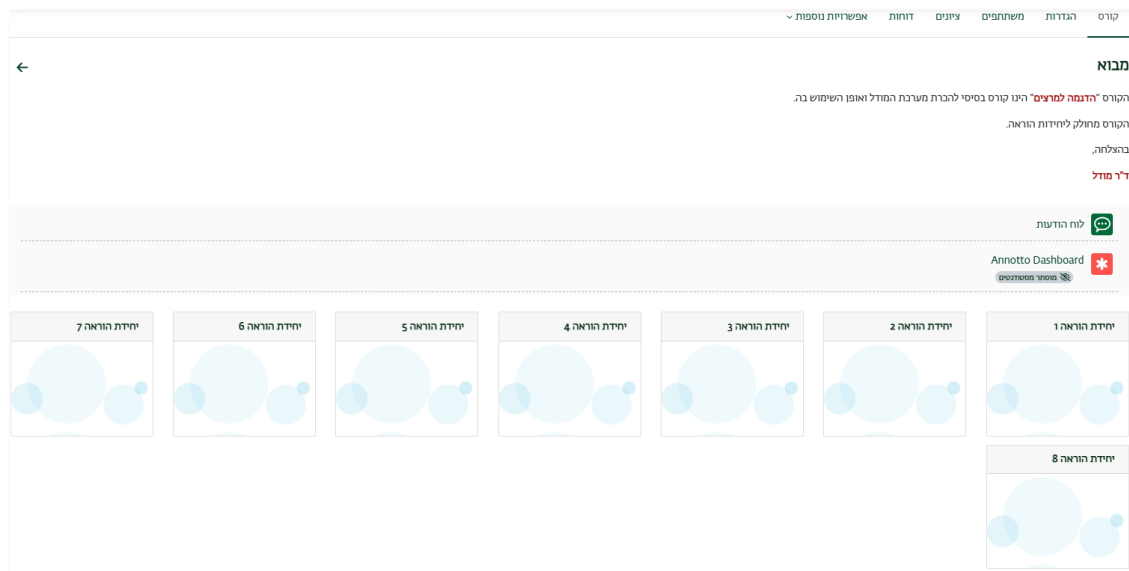 קורס הגדרות משתתפים ציונים דוחות אפשרויות נוספות
מבוא
הקורס "הדגמה למרצים" הינו קורס בסיסי להכרת מערכת המודל ואופן השימוש בה.
הקורס מחולק ליחידות הוראה.
בהצלחה,
ד"ר מודל
לוח הודעות
Annotto Dashboard
מוסתר מסטודנטים
יחידת הוראה 1 יחידת הוראה 2 יחידת הוראה 3 יחידת הוראה 4 יחידת הוראה 5 יחידת הוראה 6 יחידת הוראה 7
יחידת הוראה 8